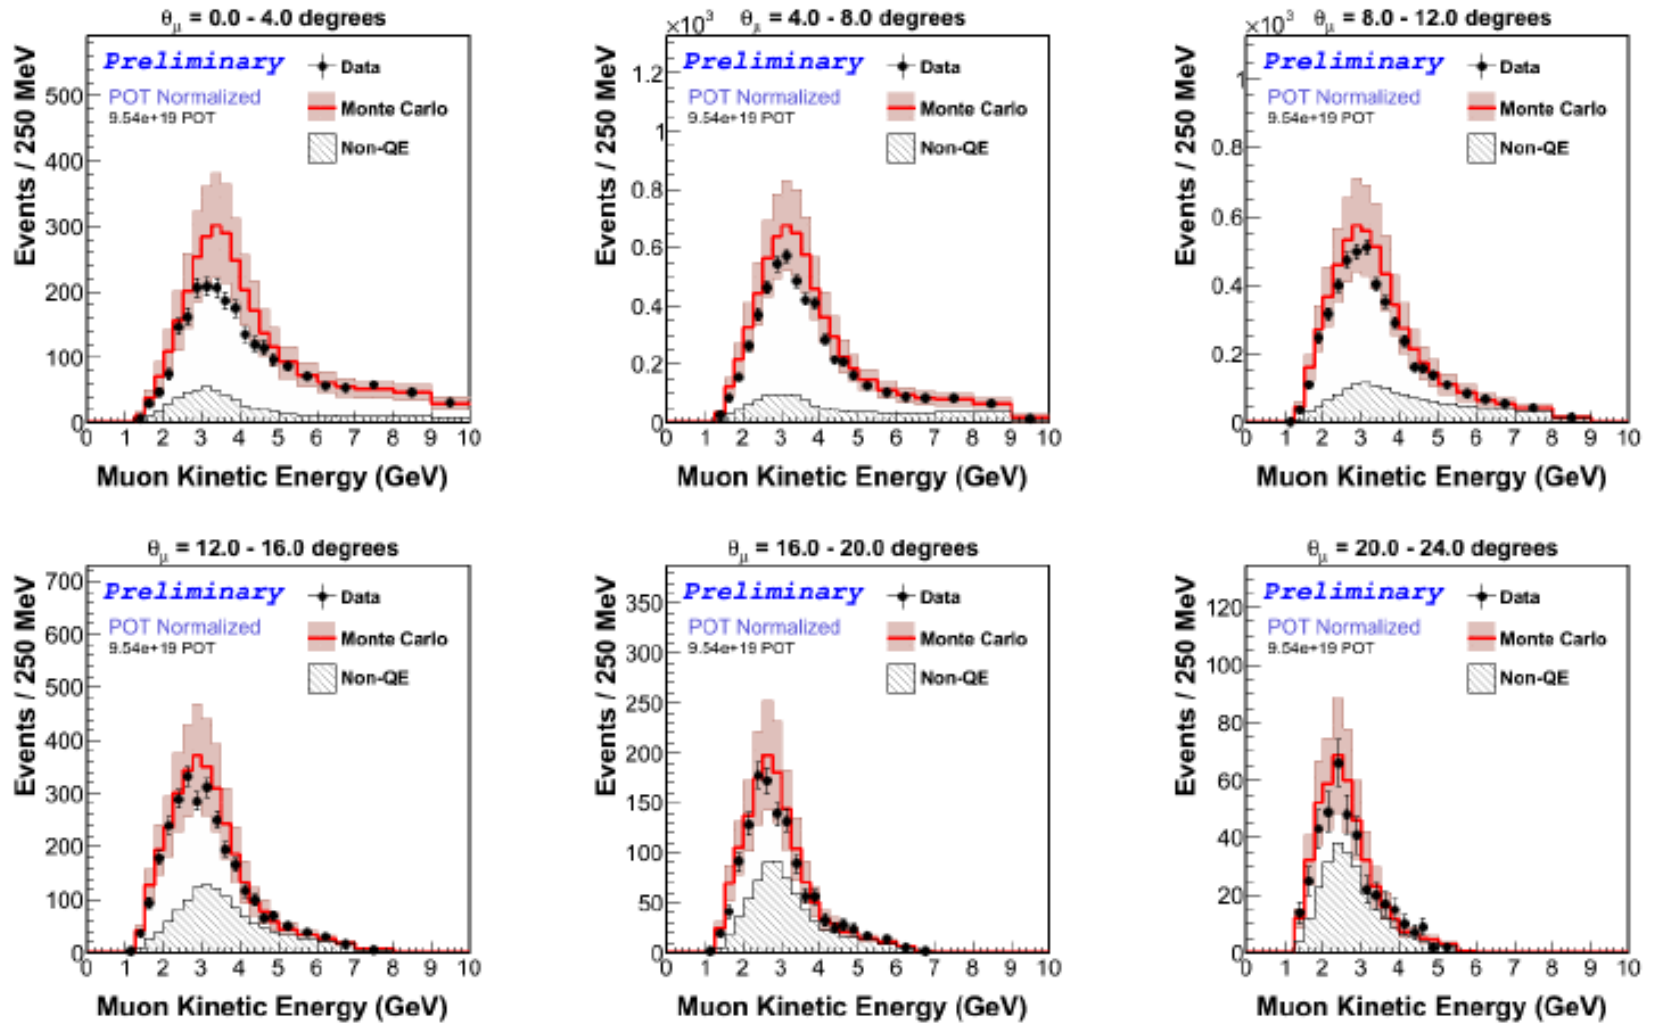 θμ = 0.0 - 4.0 degrees
Events / 250 MeV
Preliminary
POT Normalized
9.54e+19 POT
Data
Monte Carlo
Non-QE
500
400
300
200
100
0
0 1 2 3 4 5 6 7 8 9 10
Muon Kinetic Energy (GeV)
×10³ θμ = 4.0 - 8.0 degrees
Events / 250 MeV
Preliminary
POT Normalized
9.54e+19 POT
Data
Monte Carlo
Non-QE
1.2
1
0.8
0.6
0.4
0.2
0
0 1 2 3 4 5 6 7 8 9 10
Muon Kinetic Energy (GeV)
×10³ θμ = 8.0 - 12.0 degrees
Events / 250 MeV
Preliminary
POT Normalized
9.54e+19 POT
Data
Monte Carlo
Non-QE
1
0.8
0.6
0.4
0.2
0
0 1 2 3 4 5 6 7 8 9 10
Muon Kinetic Energy (GeV)
θμ = 12.0 - 16.0 degrees
Events / 250 MeV
Preliminary
POT Normalized
9.54e+19 POT
Data
Monte Carlo
Non-QE
700
600
500
400
300
200
100
0
0 1 2 3 4 5 6 7 8 9 10
Muon Kinetic Energy (GeV)
θμ = 16.0 - 20.0 degrees
Events / 250 MeV
Preliminary
POT Normalized
9.54e+19 POT
Data
Monte Carlo
Non-QE
350
300
250
200
150
100
50
0
0 1 2 3 4 5 6 7 8 9 10
Muon Kinetic Energy (GeV)
θμ = 20.0 - 24.0 degrees
Events / 250 MeV
Preliminary
POT Normalized
9.54e+19 POT
Data
Monte Carlo
Non-QE
120
100
80
60
40
20
0
0 1 2 3 4 5 6 7 8 9 10
Muon Kinetic Energy (GeV)